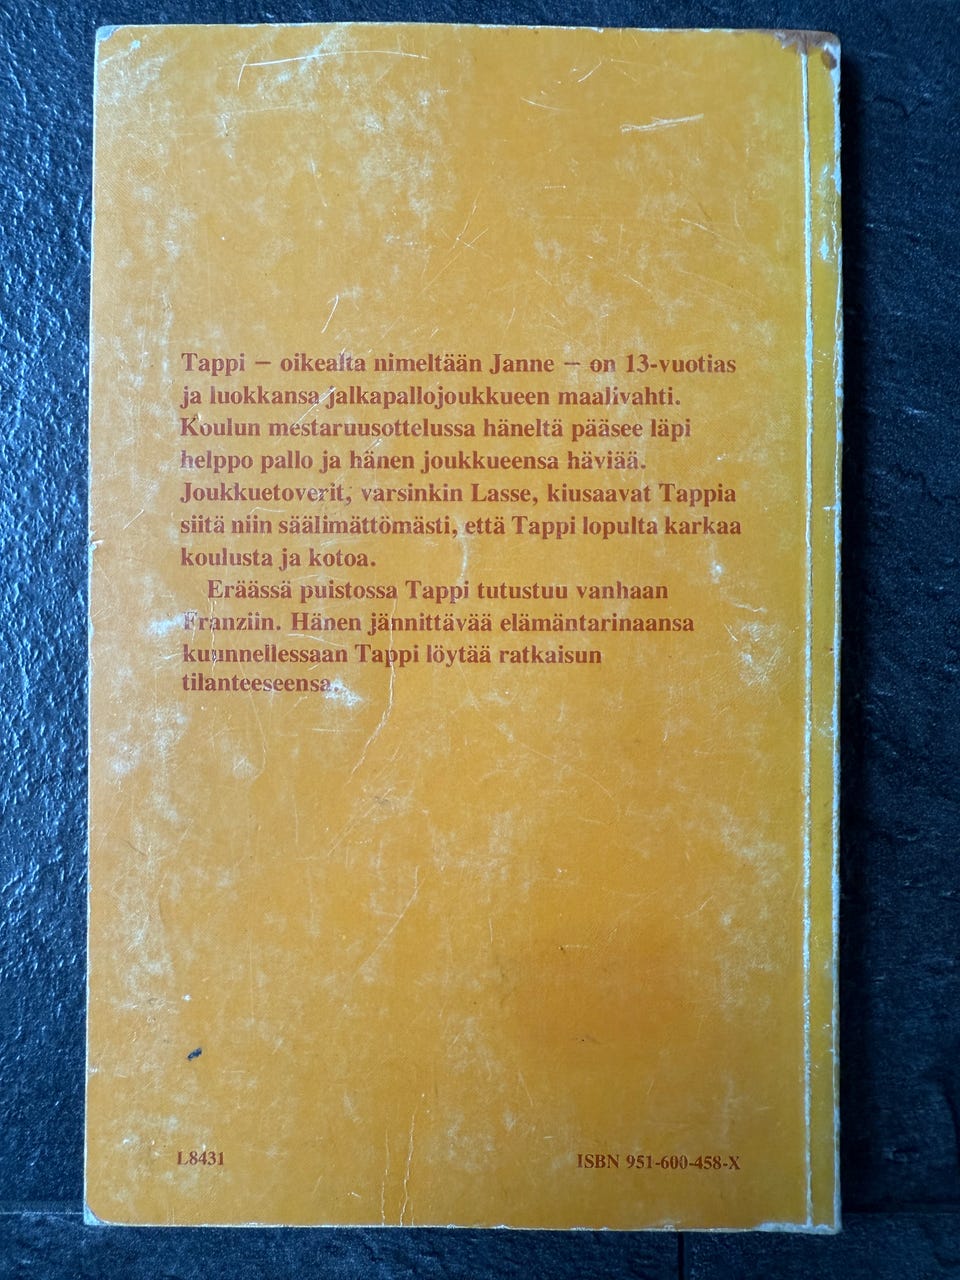 Tappi – oikealta nimeltään Janne – on 13-vuotias
ja luokkansa jalkapallojoukkueen maalivahti.
Koulun mestaruusottelussa häneltä pääsee läpi
helppo pallo ja hänen joukkueensa häviää.
Joukkuetoverit, varsinkin Lasse, kiusaavat Tappia
siitä niin säälimättömästi, että Tappi lopulta karkaa
koulusta ja kotoa.
Eräässä puistossa Tappi tutustuu vanhaan
Franziin. Hänen jännittävää elämäntarinaansa
kuunnellessaan Tappi löytää ratkaisun
tilanteeseensa.
L8431
ISBN 951-600-458-X